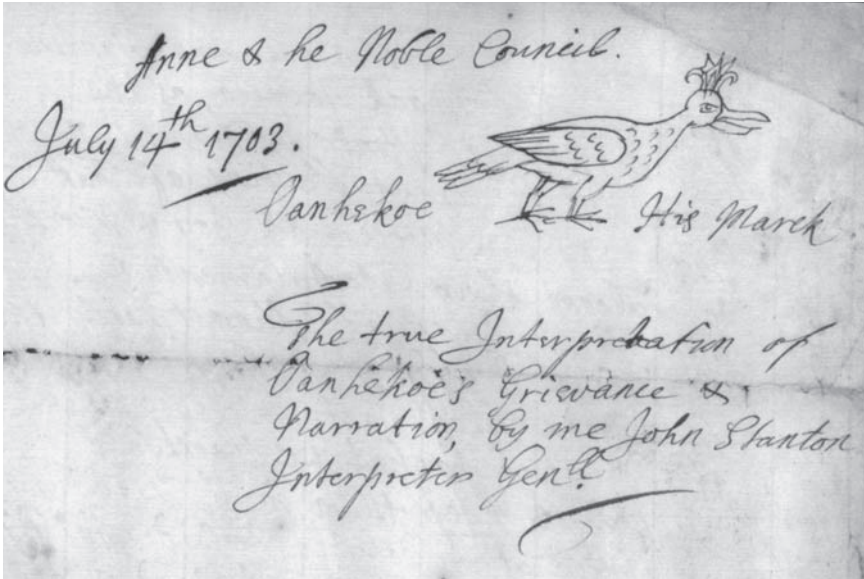 Anne & he Noble Council.
July 14th 1703.
Oanhekoe His Marck
The true Interpretation of
Oanhekoe's Grievance &
Narration, by me John Stanton
Interpreter Genll.